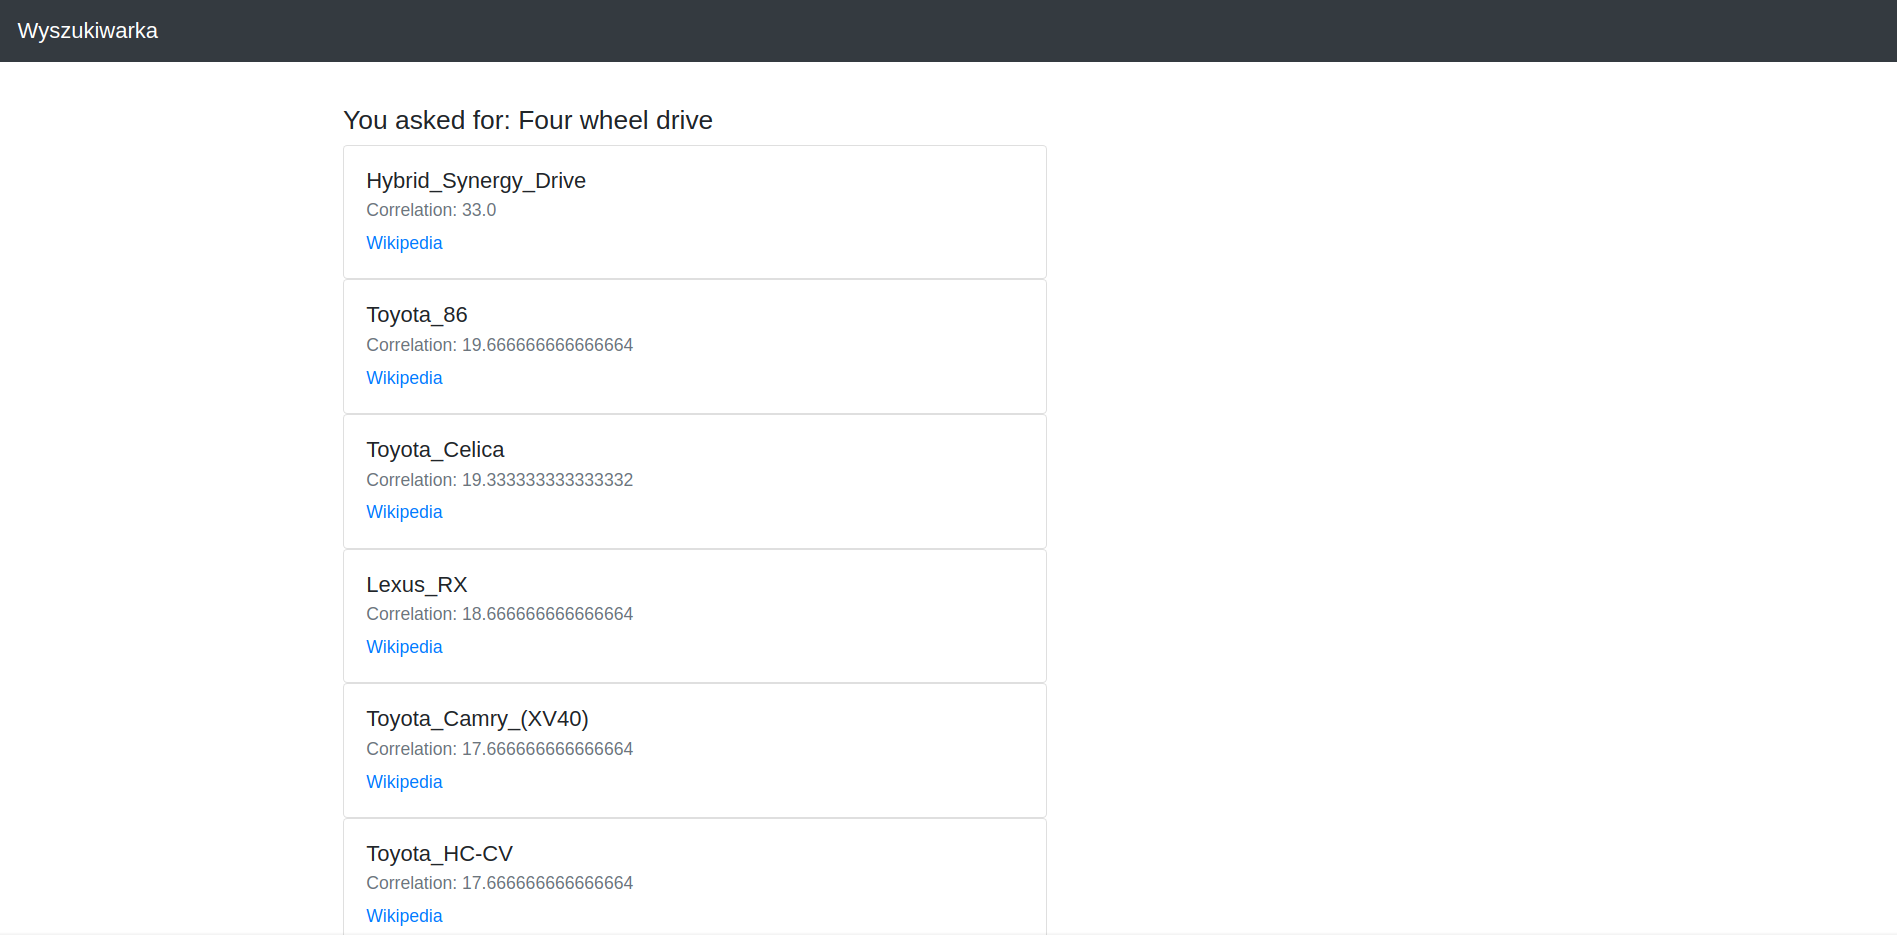 Wyszukiwarka
You asked for: Four wheel drive
Hybrid_Synergy_Drive
Correlation: 33.0
Wikipedia
Toyota_86
Correlation: 19.666666666666664
Wikipedia
Toyota_Celica
Correlation: 19.333333333333332
Wikipedia
Lexus_RX
Correlation: 18.666666666666664
Wikipedia
Toyota_Camry_(XV40)
Correlation: 17.666666666666664
Wikipedia
Toyota_HC-CV
Correlation: 17.666666666666664
Wikipedia